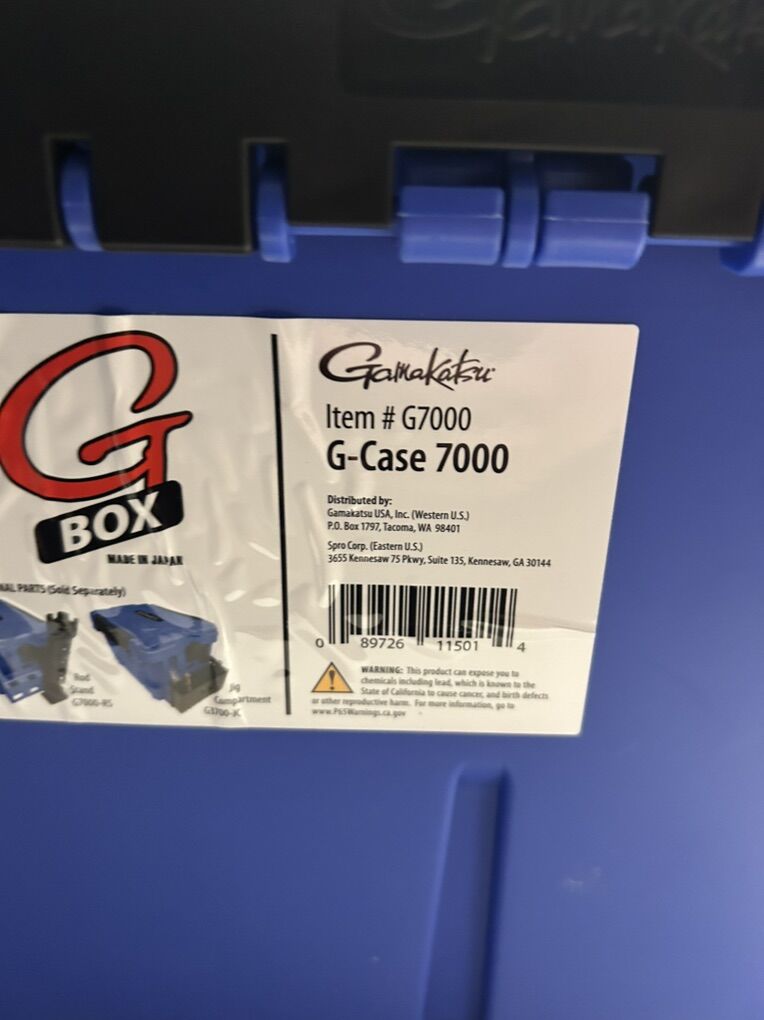 Gamakatsu
G
BOX
MADE IN JAPAN
NAL PARTS (Sold Separately)
Rod
Stand
G7000-RS
Jig
Compartment
G3700-JC
Gamakatsu
Item # G7000
G-Case 7000
Distributed by:
Gamakatsu USA, Inc. (Western U.S.)
P.O. Box 1797, Tacoma, WA 98401
Spro Corp. (Eastern U.S.)
3655 Kennesaw 75 Pkwy, Suite 135, Kennesaw, GA 30144
0 89726 11501 4
WARNING: This product can expose you to
chemicals including lead, which is known to the
State of California to cause cancer, and birth defects
or other reproductive harm. For more information, go to
www.P65Warnings.ca.gov